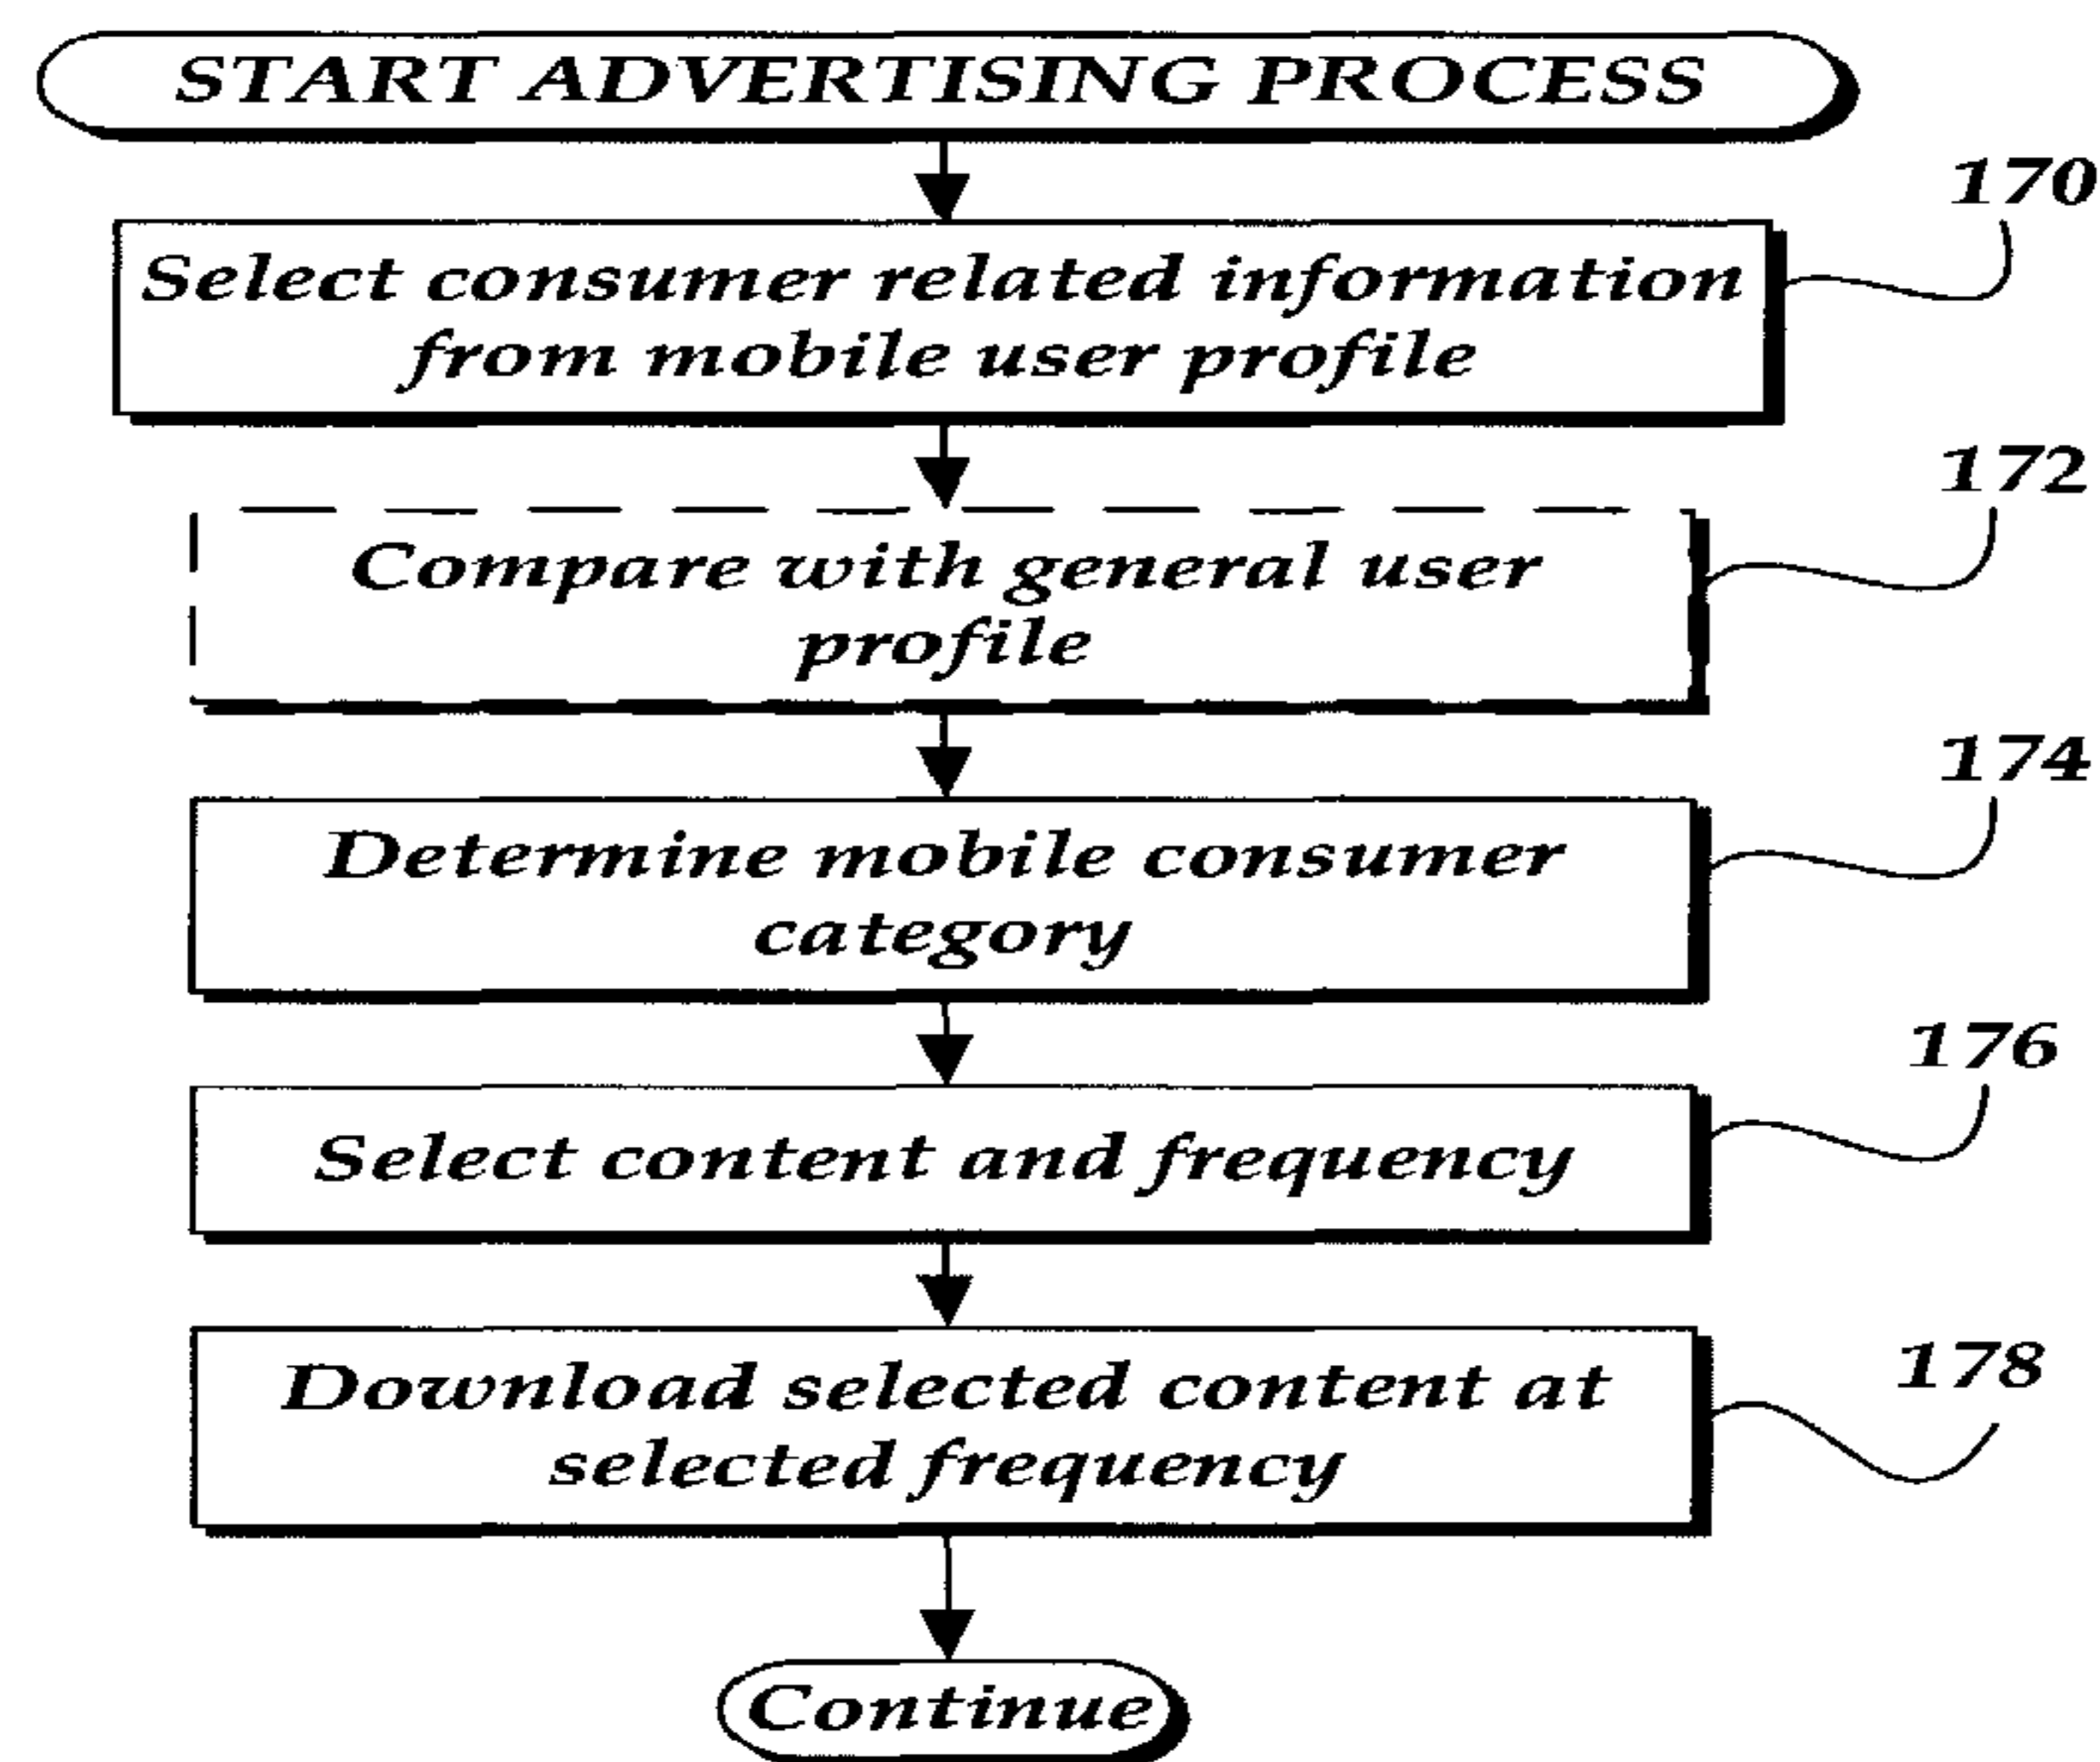 START ADVERTISING PROCESS
170
Select consumer related information
from mobile user profile
172
Compare with general user
profile
174
Determine mobile consumer
category
176
Select content and frequency
178
Download selected content at
selected frequency
Continue